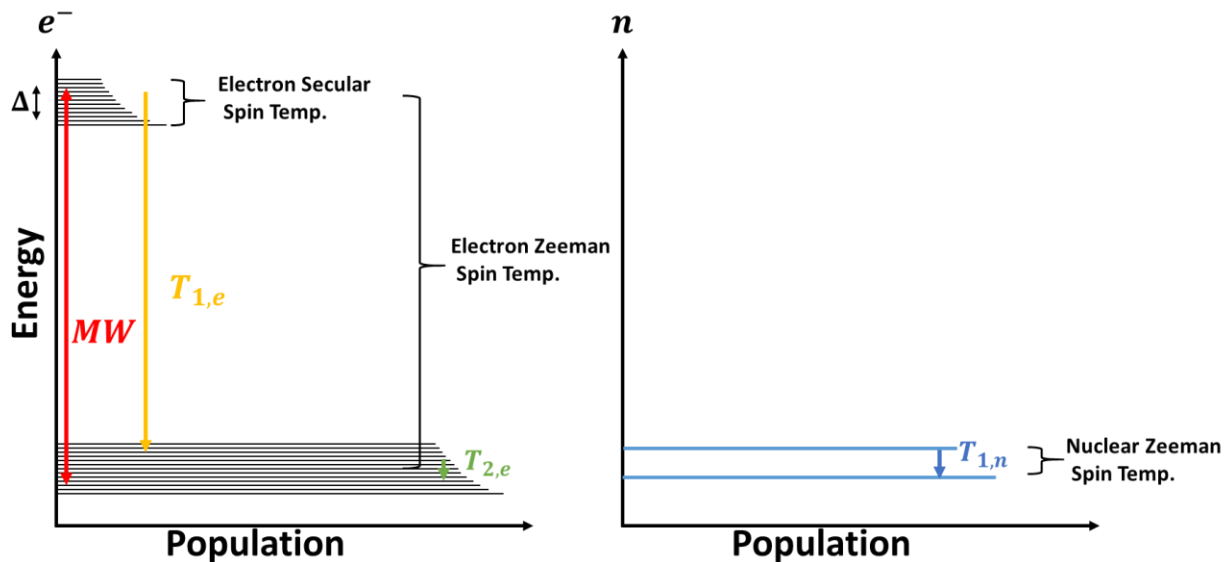 e⁻
Δ
Electron Secular
Spin Temp.
Energy
MW
T₁,ₑ
Electron Zeeman
Spin Temp.
T₂,ₑ
Population
n
T₁,ₙ
Nuclear Zeeman
Spin Temp.
Population